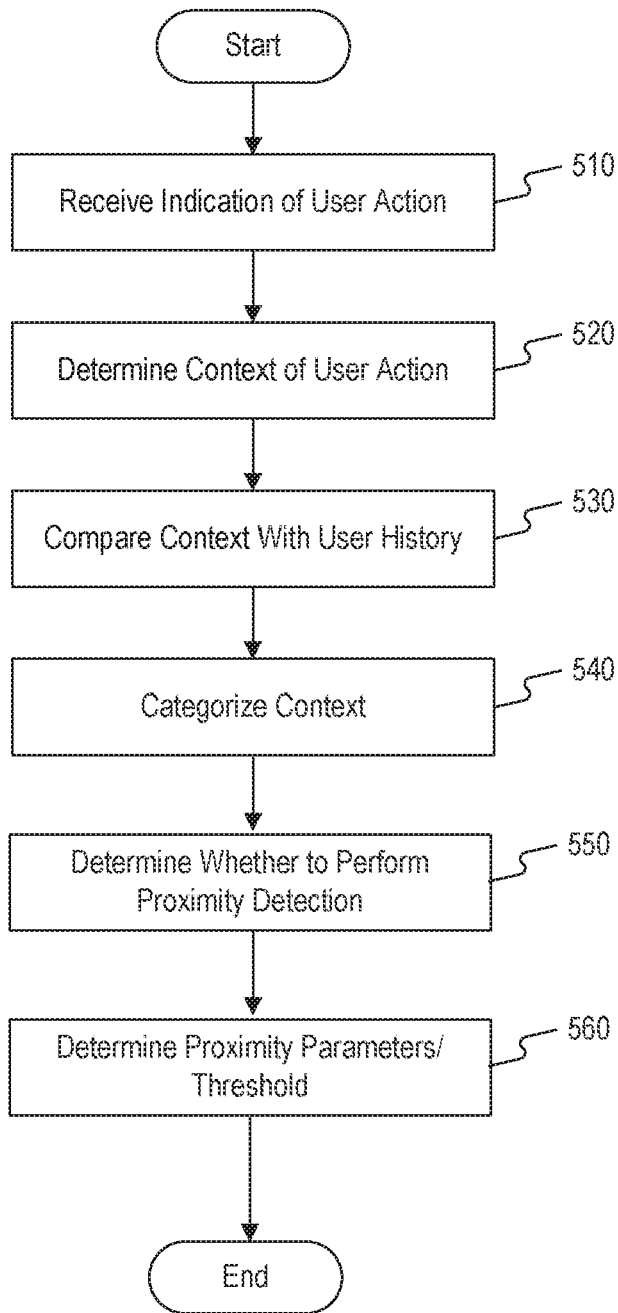 Start
Receive Indication of User Action
510
Determine Context of User Action
520
Compare Context With User History
530
Categorize Context
540
Determine Whether to Perform
Proximity Detection
550
Determine Proximity Parameters/
Threshold
560
End